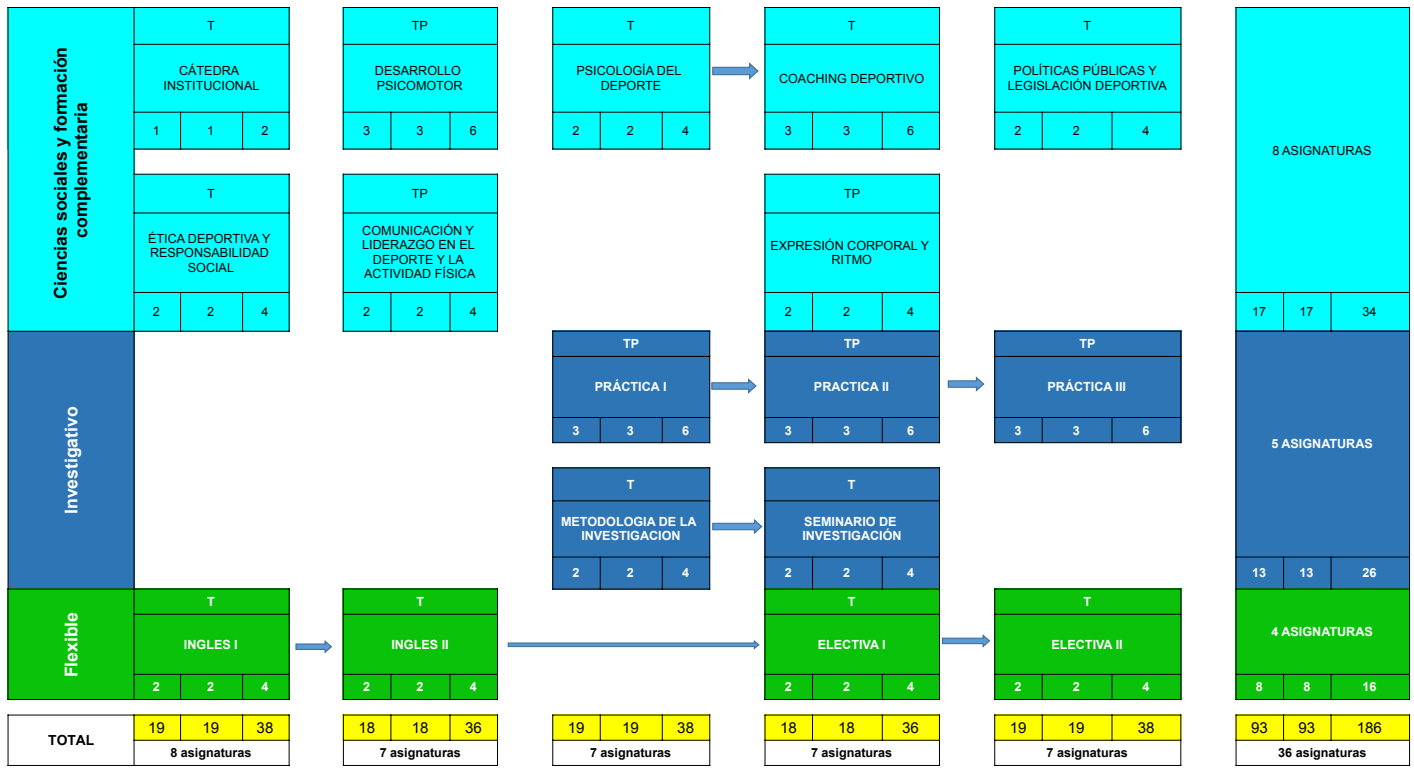 Ciencias sociales y formación
complementaria
T
TP
T
T
T
CÁTEDRA
INSTITUCIONAL
DESARROLLO
PSICOMOTOR
PSICOLOGÍA DEL
DEPORTE
COACHING DEPORTIVO
POLÍTICAS PÚBLICAS Y
LEGISLACIÓN DEPORTIVA
1 1 2
3 3 6
2 2 4
3 3 6
2 2 4
8 ASIGNATURAS
T
TP
TP
ÉTICA DEPORTIVA Y
RESPONSABILIDAD
SOCIAL
COMUNICACIÓN Y
LIDERAZGO EN EL
DEPORTE Y LA
ACTIVIDAD FÍSICA
EXPRESIÓN CORPORAL Y
RITMO
2 2 4
2 2 4
2 2 4
17 17 34
Investigativo
TP
TP
TP
PRÁCTICA I
PRACTICA II
PRÁCTICA III
3 3 6
3 3 6
3 3 6
5 ASIGNATURAS
T
T
METODOLOGIA DE LA
INVESTIGACION
SEMINARIO DE
INVESTIGACIÓN
2 2 4
2 2 4
13 13 26
Flexible
T
T
T
T
INGLES I
INGLES II
ELECTIVA I
ELECTIVA II
4 ASIGNATURAS
2 2 4
2 2 4
2 2 4
2 2 4
8 8 16
TOTAL
19 19 38
18 18 36
19 19 38
18 18 36
19 19 38
93 93 186
8 asignaturas
7 asignaturas
7 asignaturas
7 asignaturas
7 asignaturas
36 asignaturas